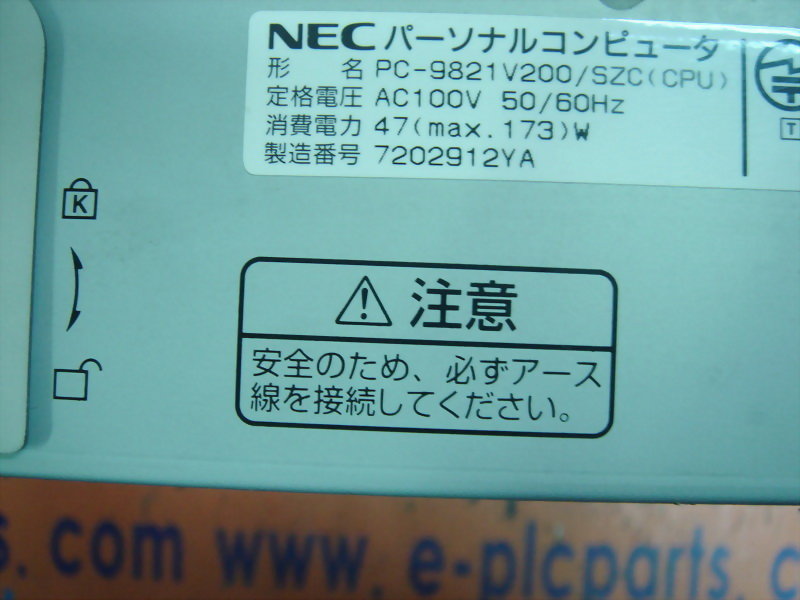 NEC パーソナルコンピュータ
形 名 PC-9821V200/SZC(CPU)
定格電圧 AC100V 50/60Hz
消費電力 47(max.173)W
製造番号 7202912YA
T
K
注意
安全のため、必ずアース
線を接続してください。
s.com www.e-plcparts.c